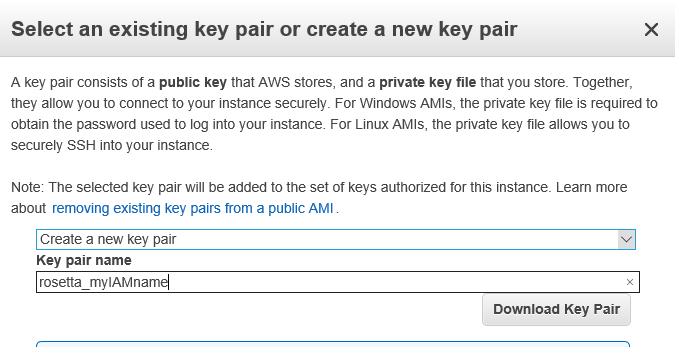 Select an existing key pair or create a new key pair
A key pair consists of a public key that AWS stores, and a private key file that you store. Together,
they allow you to connect to your instance securely. For Windows AMIs, the private key file is required to
obtain the password used to log into your instance. For Linux AMIs, the private key file allows you to
securely SSH into your instance.
Note: The selected key pair will be added to the set of keys authorized for this instance. Learn more
about removing existing key pairs from a public AMI .
Create a new key pair
Key pair name
rosetta_myIAMname
Download Key Pair